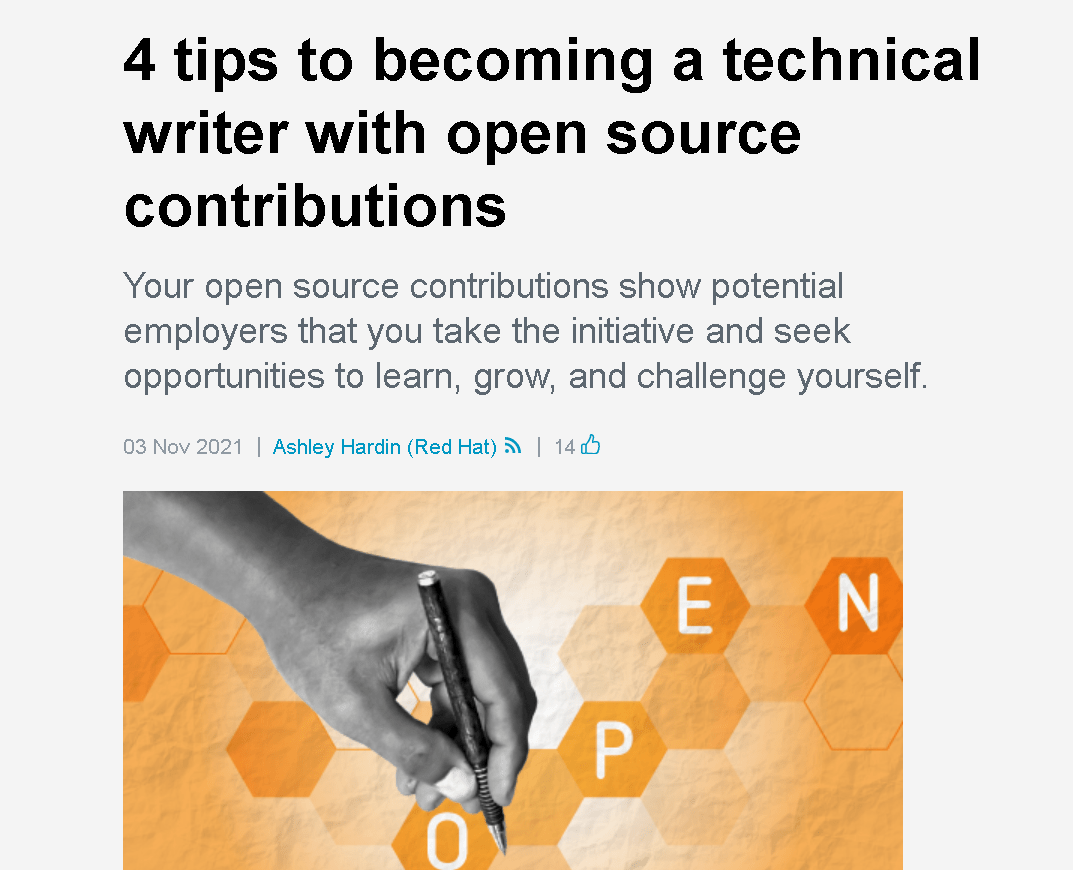 4 tips to becoming a technical
writer with open source
contributions
Your open source contributions show potential
employers that you take the initiative and seek
opportunities to learn, grow, and challenge yourself.
03 Nov 2021 | Ashley Hardin (Red Hat) | 14
OPEN